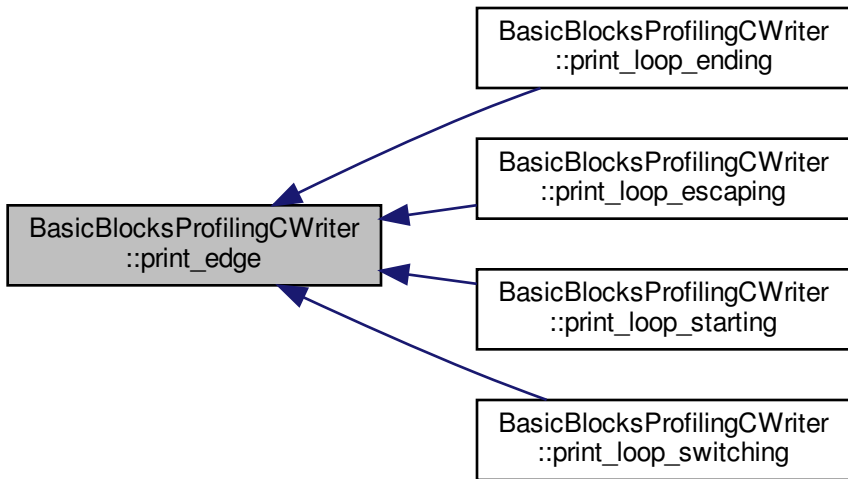 BasicBlocksProfilingCWriter
::print_loop_ending
BasicBlocksProfilingCWriter
::print_loop_escaping
BasicBlocksProfilingCWriter
::print_edge
BasicBlocksProfilingCWriter
::print_loop_starting
BasicBlocksProfilingCWriter
::print_loop_switching